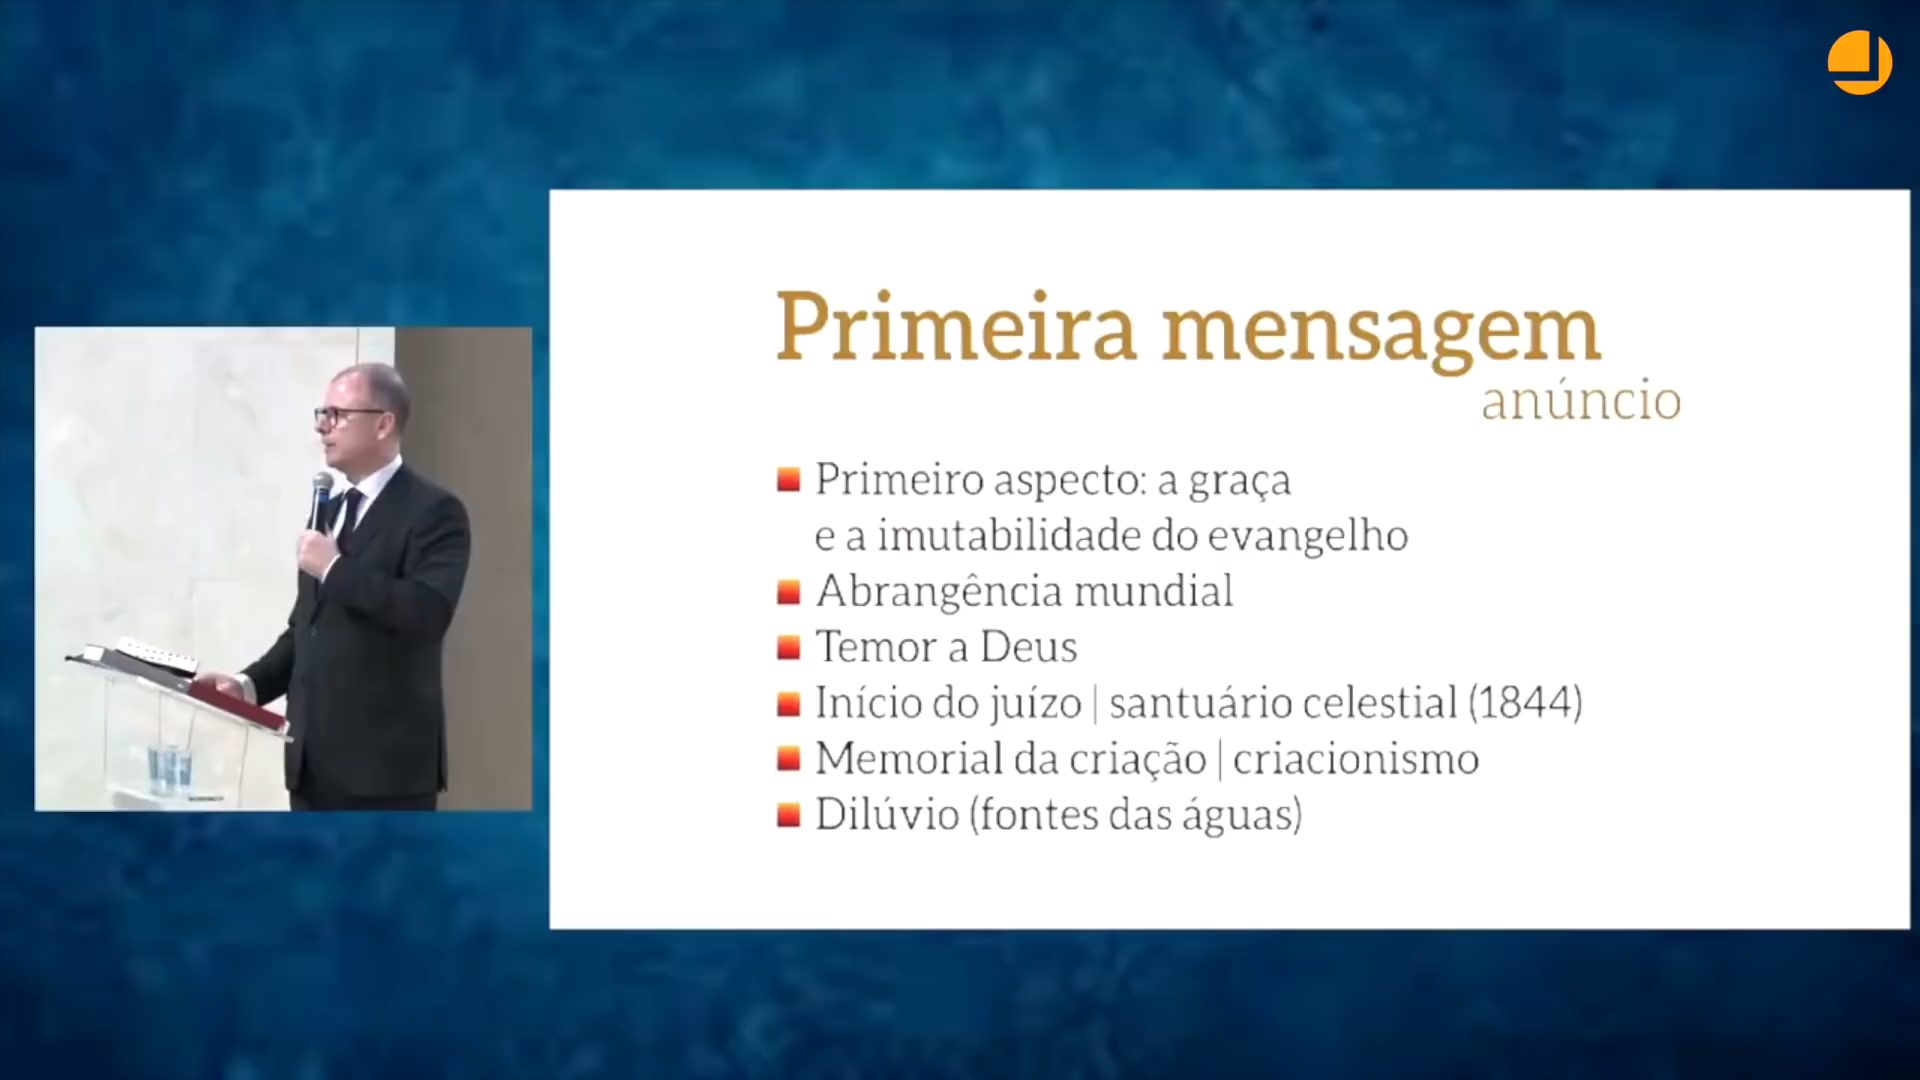 Primeira mensagem
anúncio
Primeiro aspecto: a graça
e a imutabilidade do evangelho
Abrangência mundial
Temor a Deus
Início do juízo | santuário celestial (1844)
Memorial da criação | criacionismo
Dilúvio (fontes das águas)